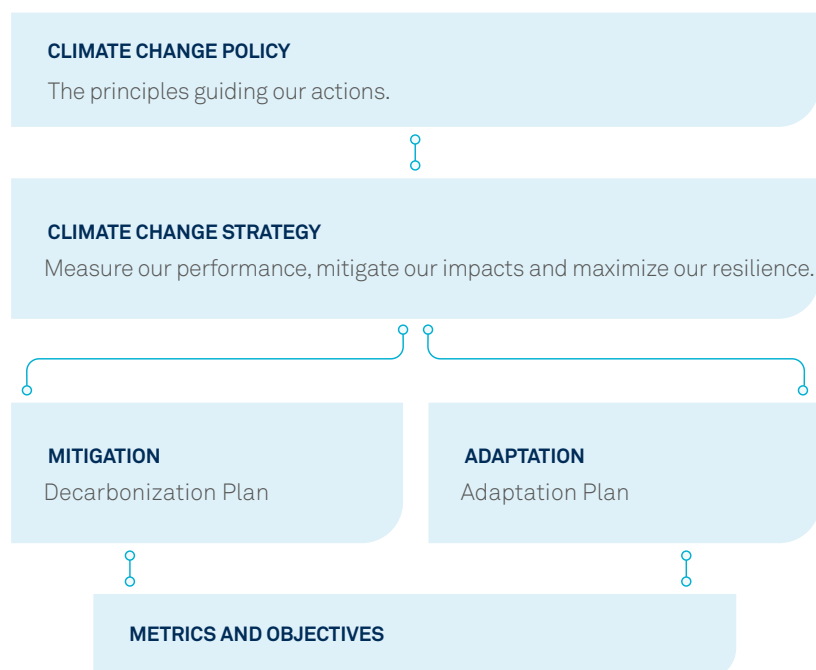 CLIMATE CHANGE POLICY
The principles guiding our actions.
CLIMATE CHANGE STRATEGY
Measure our performance, mitigate our impacts and maximize our resilience.
MITIGATION
Decarbonization Plan
ADAPTATION
Adaptation Plan
METRICS AND OBJECTIVES